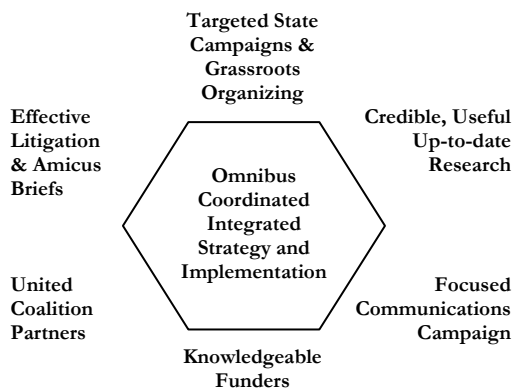 Targeted State
Campaigns &
Grassroots
Organizing
Effective
Litigation
& Amicus
Briefs
Credible, Useful
Up-to-date
Research
Omnibus
Coordinated
Integrated
Strategy and
Implementation
United
Coalition
Partners
Focused
Communications
Campaign
Knowledgeable
Funders